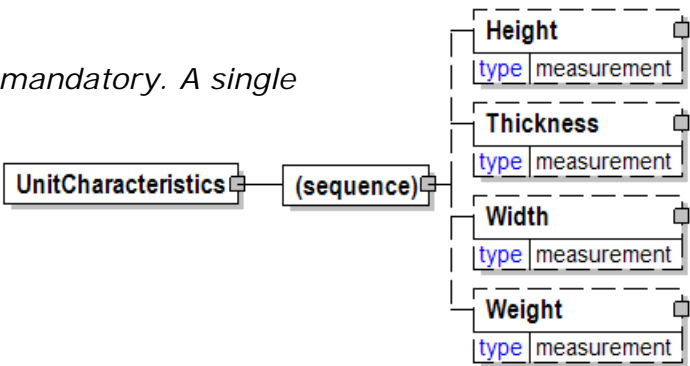 Height
type measurement
mandatory. A single
Thickness
type measurement
UnitCharacteristics (sequence)
Width
type measurement
Weight
type measurement